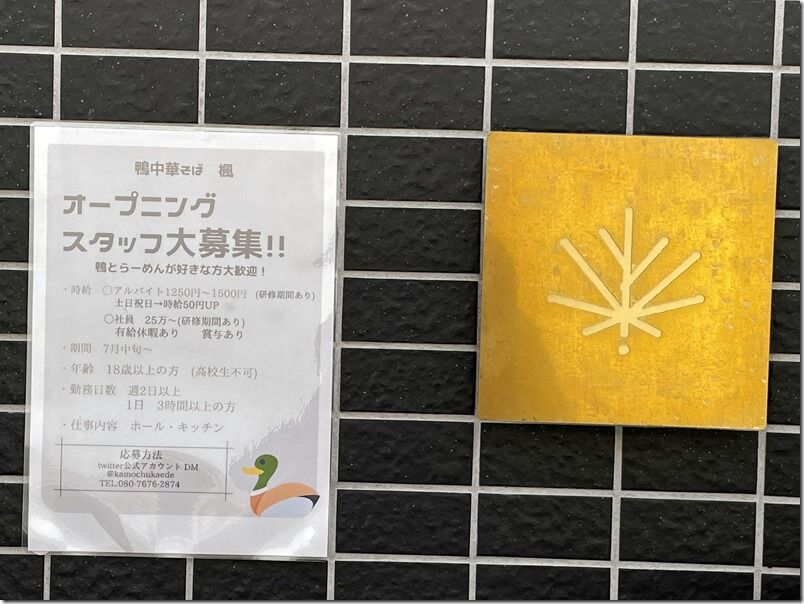 鴨中華そば 楓
オープニング
スタッフ大募集!!
鴨とらーめんが好きな方大歓迎！
・時給 〇アルバイト1250円～1500円 (研修期間あり)
土日祝日→時給50円UP
〇社員 25万～(研修期間あり)
有給休暇あり 賞与あり
・期間 7月中旬～
・年齢 18歳以上の方 (高校生不可)
・勤務日数 週2日以上
1日 3時間以上の方
・仕事内容 ホール・キッチン
応募方法
twitter公式アカウント DM
@kamochukaede
TEL:080-7676-2874